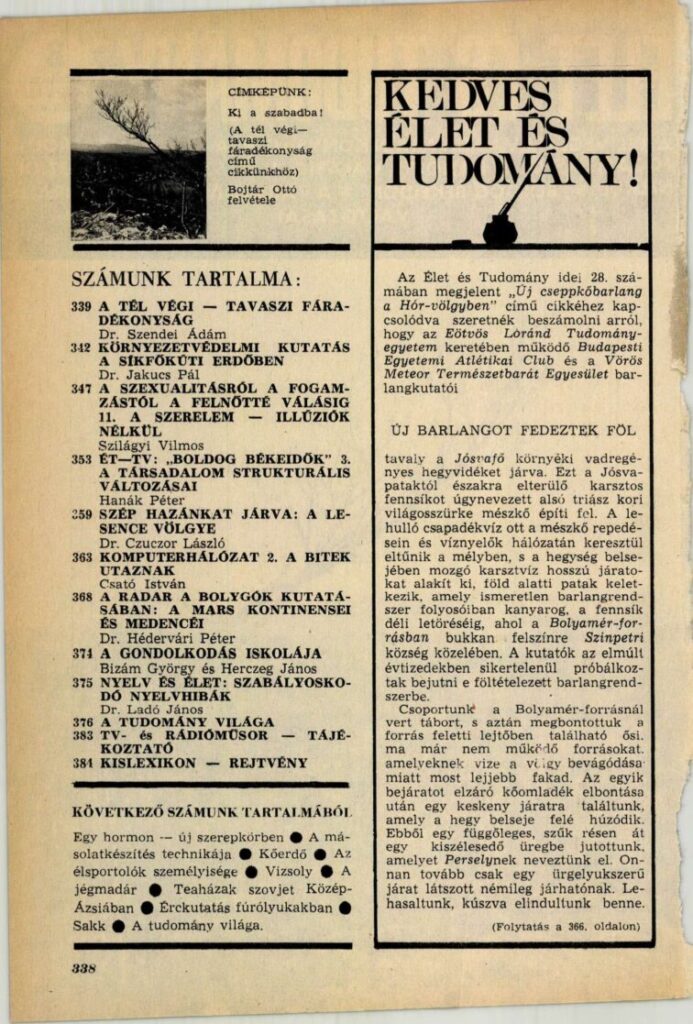 CÍMKÉPÜNK:
Ki a szabadba!
(A tél végi—
tavaszi
fáradékonyság
című
cikkünkhöz)
Bojtár Ottó
felvétele
SZÁMUNK TARTALMA:
339 A TÉL VÉGI — TAVASZI FÁRA-
DÉKONYSÁG
Dr. Szendei Ádám
342 KÖRNYEZETVÉDELMI KUTATÁS
A SÍKFŐKÚTI ERDŐBEN
Dr. Jakucs Pál
347 A SZEXUALITÁSRÓL A FOGAM-
ZÁSTÓL A FELNŐTTÉ VÁLÁSIG
11. A SZERELEM — ILLÚZIÓK
NÉLKÜL
Szilágyi Vilmos
353 ÉT—TV: „BOLDOG BÉKEIDŐK” 3.
A TÁRSADALOM STRUKTURÁLIS
VÁLTOZÁSAI
Hanák Péter
359 SZÉP HAZÁNKAT JÁRVA: A LE-
SENCE VÖLGYE
Dr. Czuczor László
363 KOMPUTERHÁLÓZAT 2. A BITEK
UTAZNAK
Csató István
368 A RADAR A BOLYGÓK KUTATÁ-
SÁBAN: A MARS KONTINENSEI
ÉS MEDENCÉI
Dr. Hédervári Péter
374 A GONDOLKODÁS ISKOLÁJA
Bizám György és Herczeg János
375 NYELV ÉS ÉLET: SZABÁLYOSKO-
DÓ NYELVHIBÁK
Dr. Ladó János
376 A TUDOMÁNY VILÁGA
383 TV- és RÁDIÓMŰSOR — TÁJÉ-
KOZTATÓ
384 KISLEXIKON — REJTVÉNY
KÖVETKEZŐ SZÁMUNK TARTALMÁBÓL
Egy hormon — új szerepkörben ● A má-
solatkészítés technikája ● Kőerdő ● Az
élsportolók személyisége ● Vizsoly ● A
jégmadár ● Teaházak szovjet Közép-
Ázsiában ● Érckutatás fúrólyukakban ●
Sakk ● A tudomány világa.
338
KEDVES
ÉLET ÉS
TUDOMÁNY!
Az Élet és Tudomány idei 28. szá-
mában megjelent „Új cseppkőbarlang
a Hór-völgyben” című cikkéhez kap-
csolódva szeretnék beszámolni arról,
hogy az Eötvös Lóránd Tudomány-
egyetem keretében működő Budapesti
Egyetemi Atlétikai Club és a Vörös
Meteor Természetbarát Egyesület bar-
langkutatói
ÚJ BARLANGOT FEDEZTEK FÖL
tavaly a Jósvafő környéki vadregé-
nyes hegyvidéket járva. Ezt a Jósva-
pataktól északra elterülő karsztos
fennsíkot úgynevezett alsó triász kori
világosszürke mészkő építi fel. A le-
hulló csapadékvíz ott a mészkő repedé-
sein és víznyelők hálózatán keresztül
eltűnik a mélyben, s a hegység belse-
jében mozgó karsztvíz hosszú járato-
kat alakít ki, föld alatti patak kelet-
kezik, amely ismeretlen barlangrend-
szer folyosóiban kanyarog, a fennsík
déli letöréséig, ahol a Bolyamér-for-
rásban bukkan felszínre Szinpetri
község közelében. A kutatók az elmúlt
évtizedekben sikertelenül próbálkoz-
tak bejutni e föltételezett barlangrend-
szerbe.
Csoportunk a Bolyamér-forrásnál
vert tábort, s aztán megbontottuk a
forrás feletti lejtőben található ősi,
ma már nem működő forrásokat,
amelyeknek vize a völgy bevágódása
miatt most lejjebb fakad. Az egyik
bejáratot elzáró kőomladék elbontása
után egy keskeny járatra találtunk,
amely a hegy belseje felé húzódik.
Ebből egy függőleges, szűk résen át
egy kiszélesedő üregbe jutottunk,
amelyet Perselynek neveztünk el. On-
nan tovább csak egy ürgelyukszerű
járat látszott némileg járhatónak. Le-
hasaltunk, kúszva elindultunk benne.
(Folytatás a 366. oldalon)